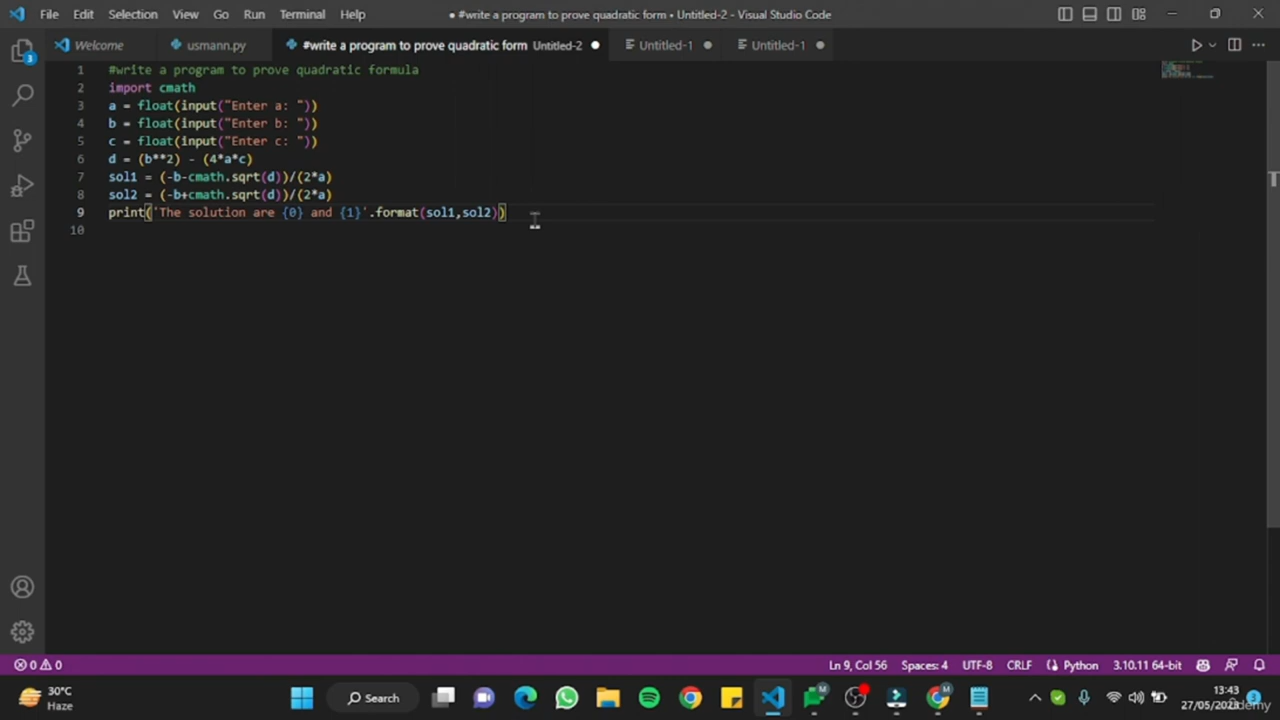 File Edit Selection View Go Run Terminal Help
● #write a program to prove quadratic form • Untitled-2 - Visual Studio Code
Welcome
usmann.py
#write a program to prove quadratic form Untitled-2
Untitled-1
Untitled-1
1 #write a program to prove quadratic formula
2 import cmath
3 a = float(input("Enter a: "))
4 b = float(input("Enter b: "))
5 c = float(input("Enter c: "))
6 d = (b**2) - (4*a*c)
7 sol1 = (-b-cmath.sqrt(d))/(2*a)
8 sol2 = (-b+cmath.sqrt(d))/(2*a)
9 print('The solution are {0} and {1}'.format(sol1,sol2))
10
3
0 0
Ln 9, Col 56 Spaces: 4 UTF-8 CRLF Python 3.10.11 64-bit
30°C
Haze
Search
M
M
13:43
3